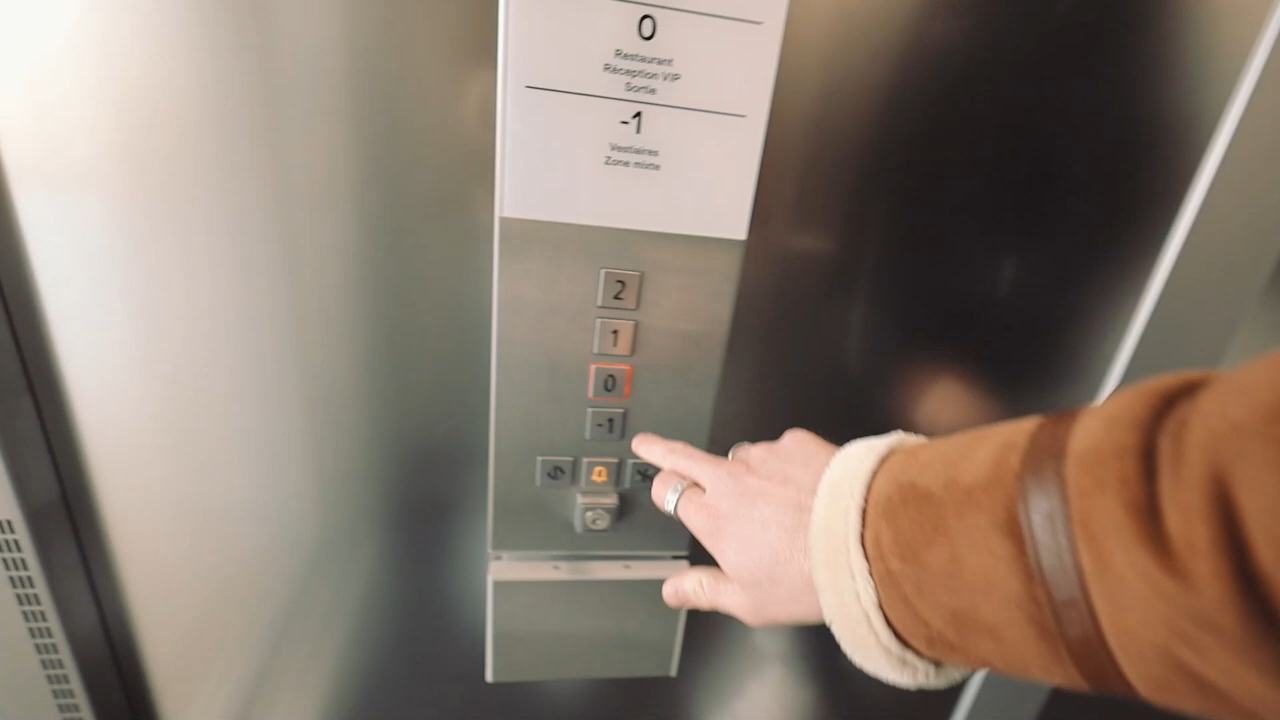 0
Restaurant
Réception VIP
Sortie
-1
Vestiaires
Zone mixte
2
1
0
-1